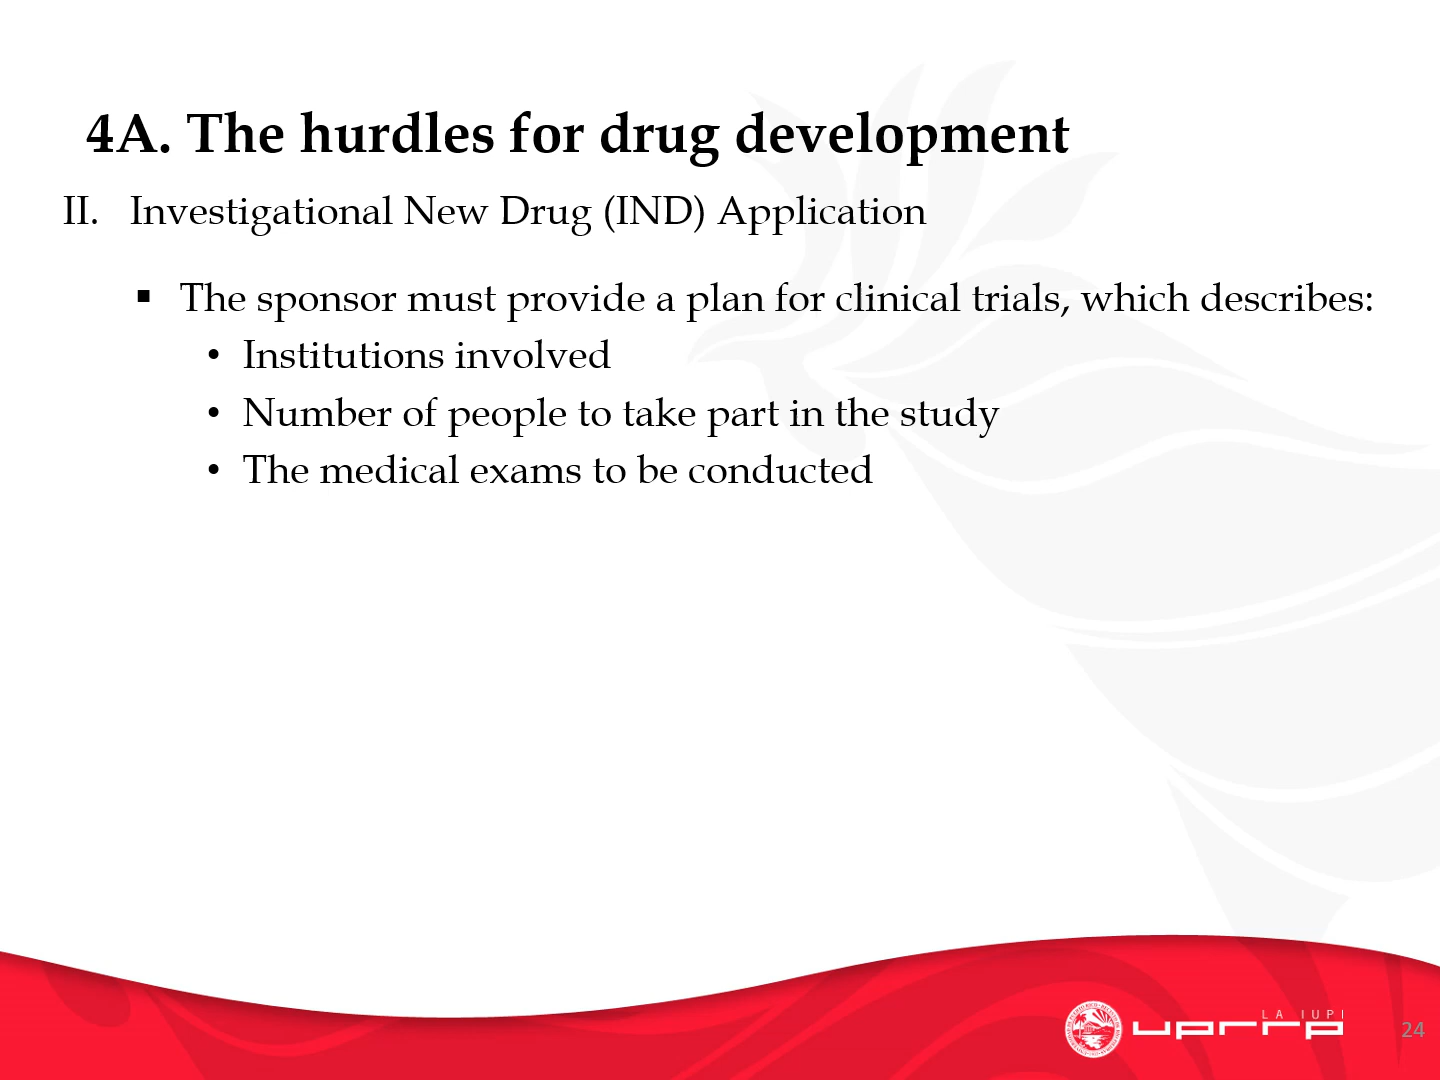 4A. The hurdles for drug development
II. Investigational New Drug (IND) Application
▪ The sponsor must provide a plan for clinical trials, which describes:
• Institutions involved
• Number of people to take part in the study
• The medical exams to be conducted
LA IUPI
uprrp
24